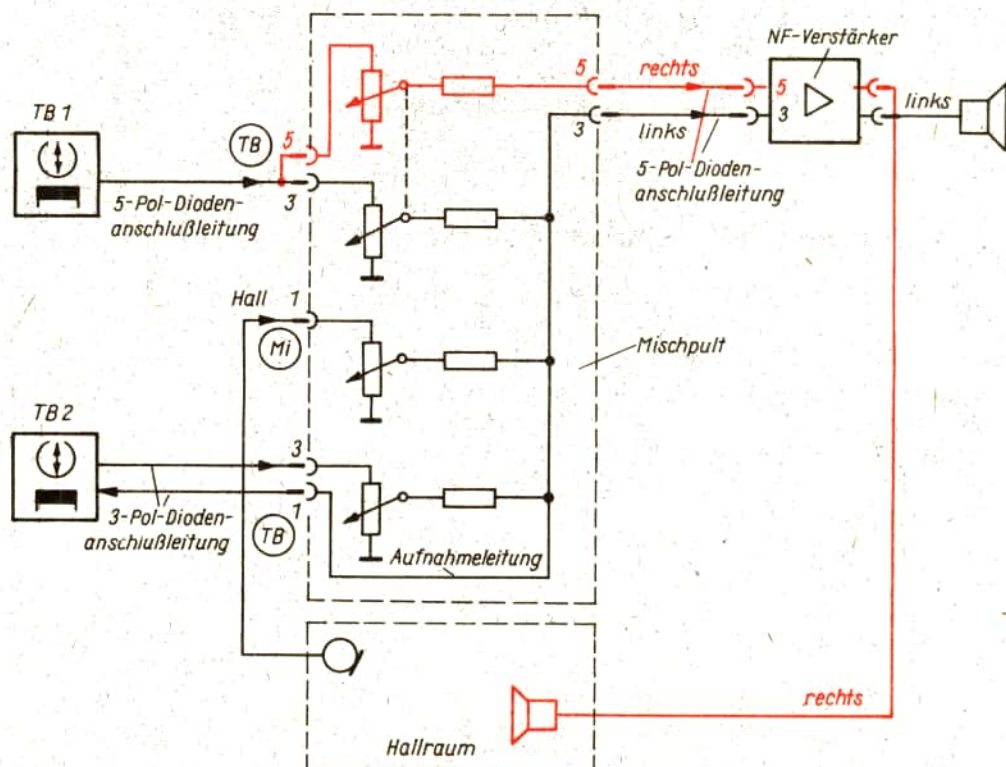 NF-Verstärker
TB 1
TB
5
3
5
rechts
3
links
5
3
links
5-Pol-Dioden-
anschlußleitung
5-Pol-Dioden-
anschlußleitung
Hall 1
Mi
Mischpult
TB 2
3
1
3-Pol-Dioden-
anschlußleitung
TB
Aufnahmeleitung
rechts
Hallraum